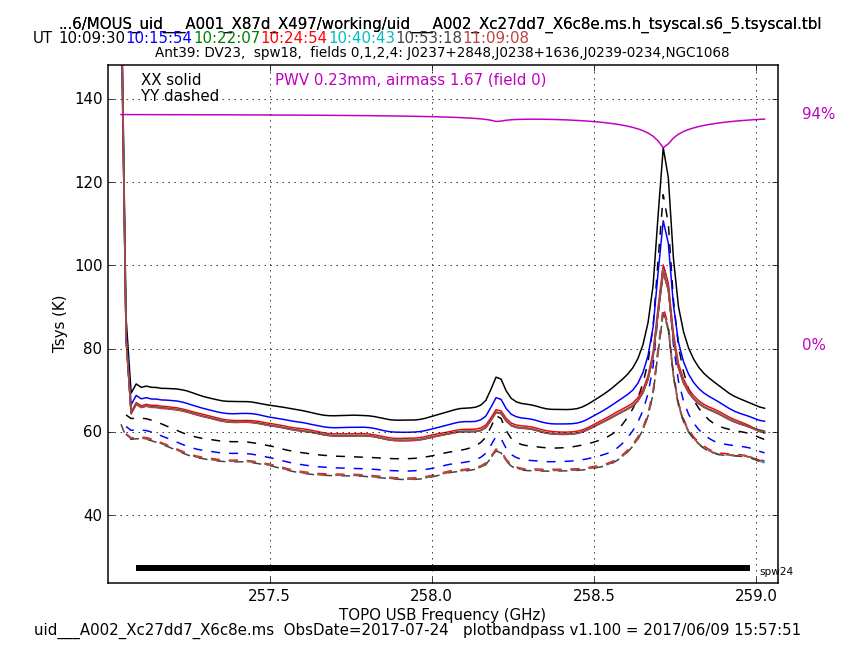 ...6/MOUS_uid___A001_X87d_X497/working/uid___A002_Xc27dd7_X6c8e.ms.h_tsyscal.s6_5.tsyscal.tbl
UT 10:09:30 10:15:54 10:22:07 10:24:54 10:40:43 10:53:18 11:09:08
Ant39: DV23, spw18, fields 0,1,2,4: J0237+2848,J0238+1636,J0239-0234,NGC1068
XX solid
PWV 0.23mm, airmass 1.67 (field 0)
YY dashed
140
120
100
80
60
40
94%
0%
Tsys (K)
spw24
257.5 258.0 258.5 259.0
TOPO USB Frequency (GHz)
uid___A002_Xc27dd7_X6c8e.ms ObsDate=2017-07-24 plotbandpass v1.100 = 2017/06/09 15:57:51